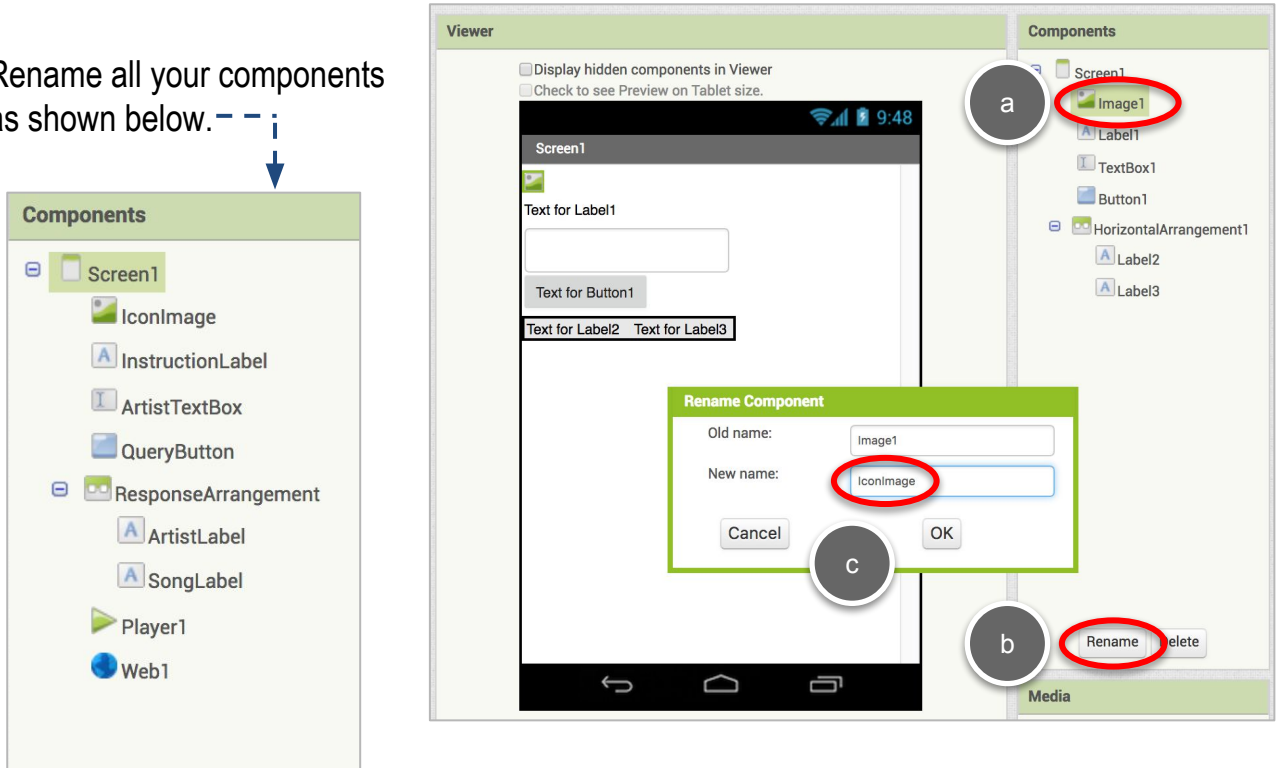 Rename all your components
as shown below.
Components
Screen1
IconImage
InstructionLabel
ArtistTextBox
QueryButton
ResponseArrangement
ArtistLabel
SongLabel
Player1
Web1
Viewer
Display hidden components in Viewer
Check to see Preview on Tablet size.
9:48
Screen1
Text for Label1
Text for Button1
Text for Label2 Text for Label3
Rename Component
Old name: Image1
New name: IconImage
Cancel OK
c
Components
Screen1
a
Image1
Label1
TextBox1
Button1
HorizontalArrangement1
Label2
Label3
b
Rename Delete
Media